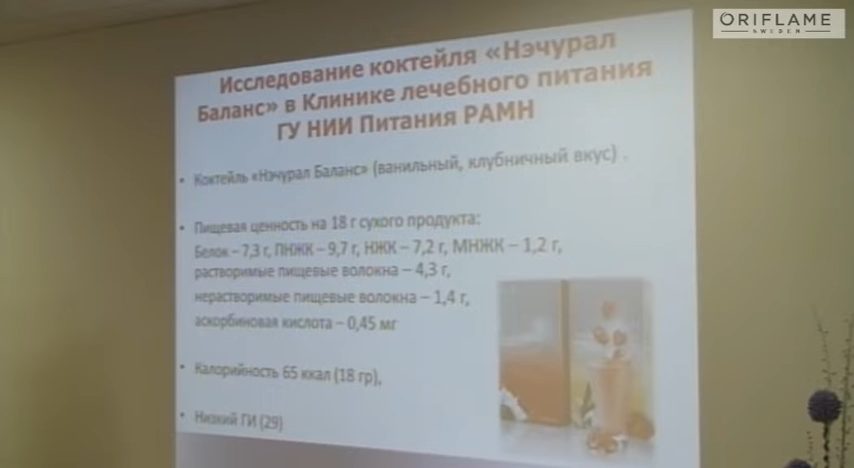 ORIFLAME
SWEDEN
Исследование коктейля «Нэчурал
Баланс» в Клинике лечебного питания
ГУ НИИ Питания РАМН
• Коктейль «Нэчурал Баланс» (ванильный, клубничный вкус) .
• Пищевая ценность на 18 г сухого продукта:
Белок – 7,3 г, ПНЖК – 9,7 г, НЖК – 7,2 г, МНЖК – 1,2 г,
растворимые пищевые волокна – 4,3 г,
нерастворимые пищевые волокна – 1,4 г,
аскорбиновая кислота – 0,45 мг
• Калорийность 65 ккал (18 гр),
• Низкий ГИ (29)